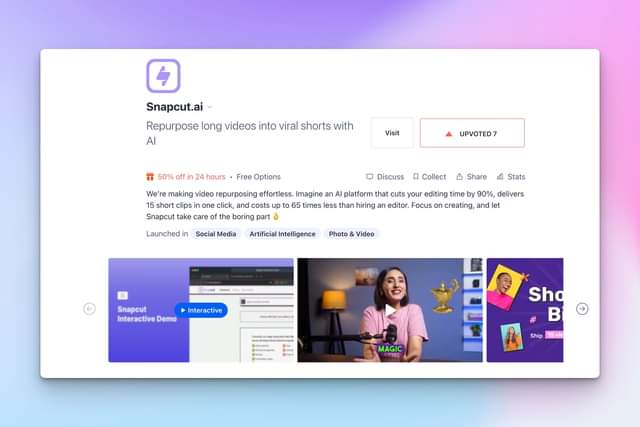 Snapcut.ai
Repurpose long videos into viral shorts with
AI
Visit
UPVOTED 7
50% off in 24 hours • Free Options
Discuss
Collect
Share
Stats
We're making video repurposing effortless. Imagine an AI platform that cuts your editing time by 90%, delivers
15 short clips in one click, and costs up to 65 times less than hiring an editor. Focus on creating, and let
Snapcut take care of the boring part 👌
Launched in
Social Media
Artificial Intelligence
Photo & Video
Snapcut
Interactive Demo
Interactive
MAGIC
Sho
Bi
Ship